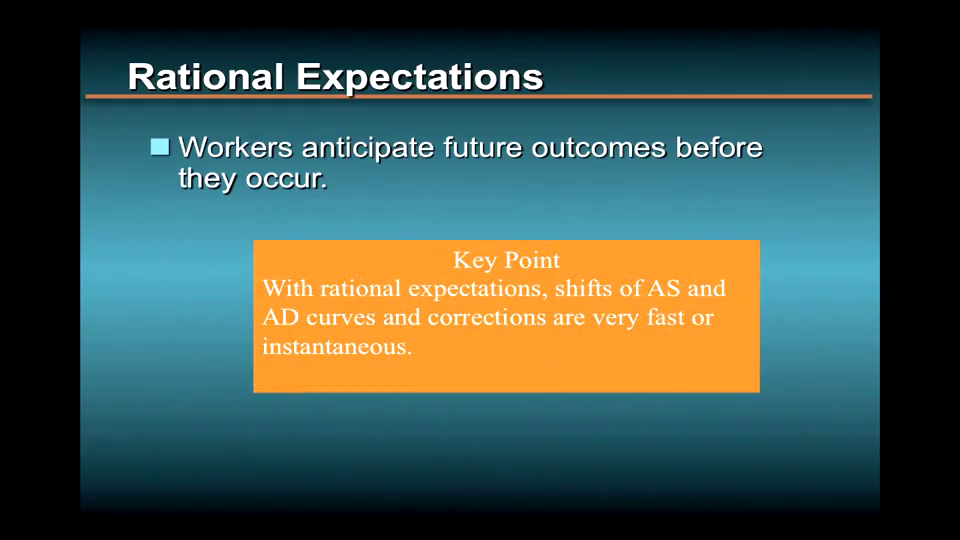 Rational Expectations
Workers anticipate future outcomes before
they occur.
Key Point
With rational expectations, shifts of AS and
AD curves and corrections are very fast or
instantaneous.